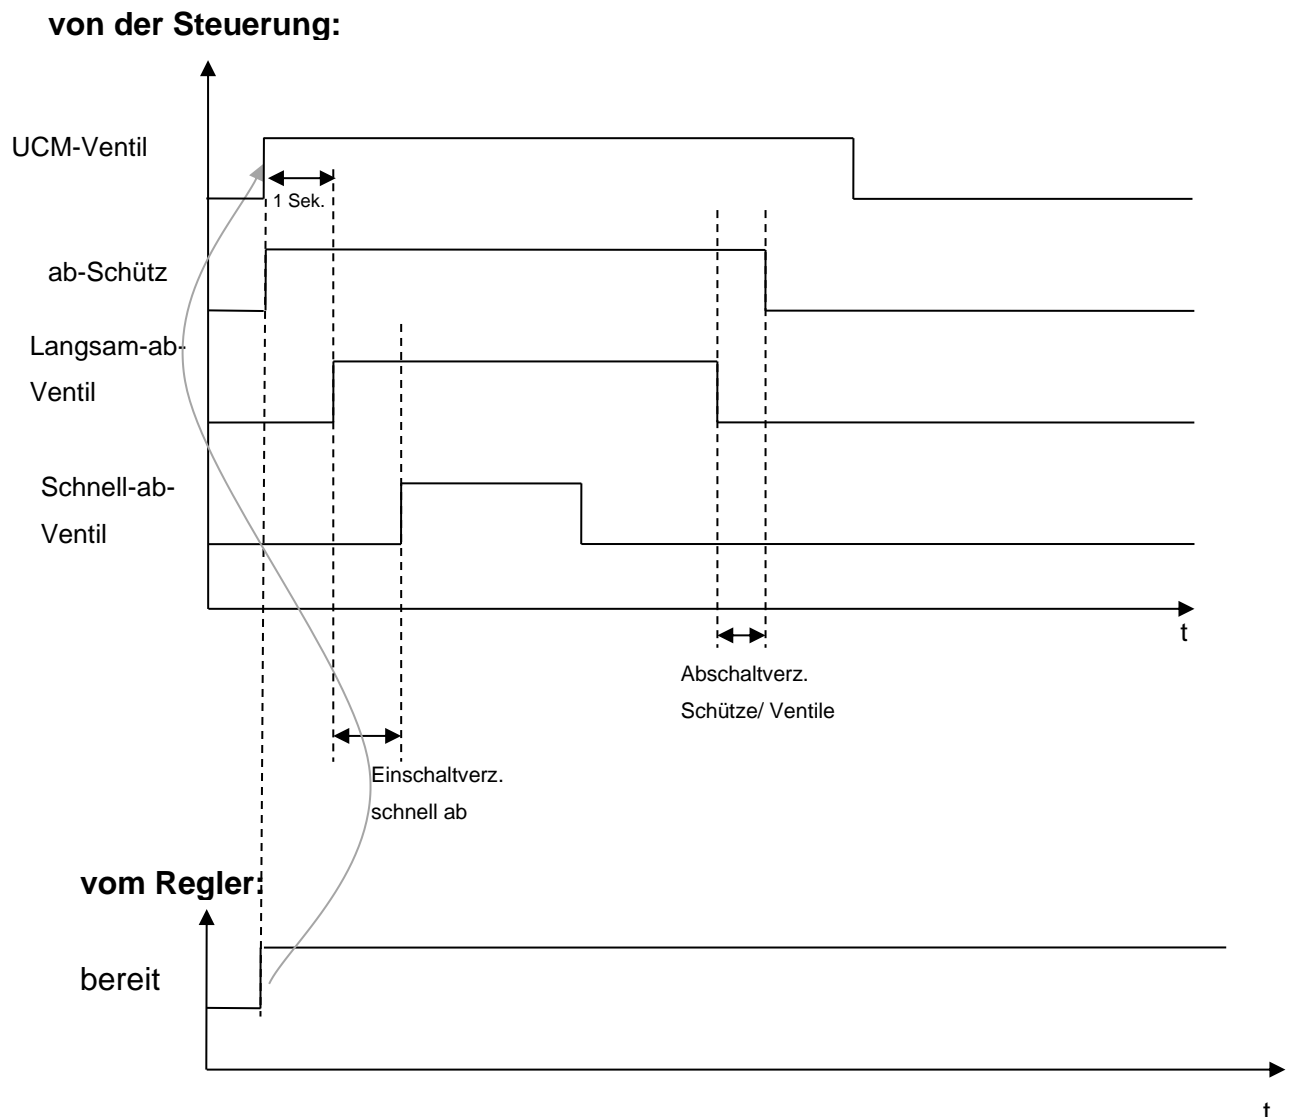 von der Steuerung:
UCM-Ventil
1 Sek.
ab-Schütz
Langsam-ab-
Ventil
Schnell-ab-
Ventil
t
Abschaltverz.
Schütze/ Ventile
Einschaltverz.
schnell ab
vom Regler:
bereit
t